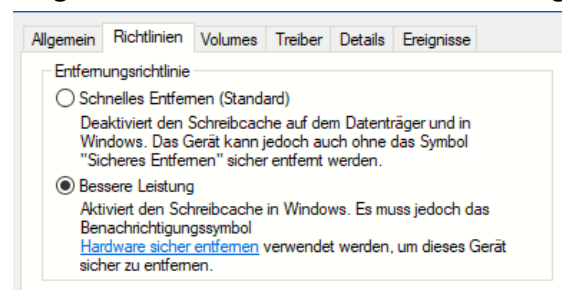 Allgemein Richtlinien Volumes Treiber Details Ereignisse
Entfernungsrichtlinie
Schnelles Entfernen (Standard)
Deaktiviert den Schreibcache auf dem Datenträger und in
Windows. Das Gerät kann jedoch auch ohne das Symbol
"Sicheres Entfernen" sicher entfernt werden.
Bessere Leistung
Aktiviert den Schreibcache in Windows. Es muss jedoch das
Benachrichtigungssymbol
Hardware sicher entfernen verwendet werden, um dieses Gerät
sicher zu entfernen.